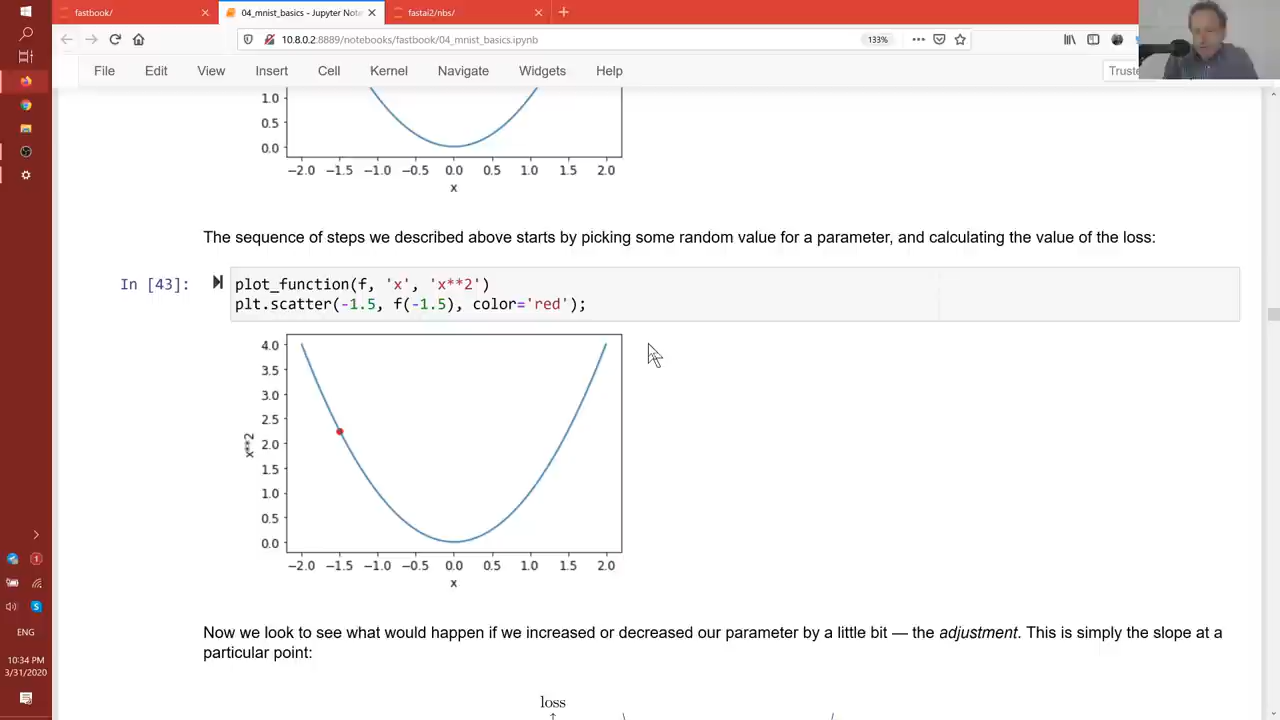 fastbook/
04_mnist_basics - Jupyter Note
fastai2/nbs/
10.8.0.2:8889/notebooks/fastbook/04_mnist_basics.ipynb
133%
File Edit View Insert Cell Kernel Navigate Widgets Help
Truste
1.0
0.5
0.0
−2.0 −1.5 −1.0 −0.5 0.0 0.5 1.0 1.5 2.0
x
The sequence of steps we described above starts by picking some random value for a parameter, and calculating the value of the loss:
In [43]:
plot_function(f, 'x', 'x**2')
plt.scatter(-1.5, f(-1.5), color='red');
4.0
3.5
3.0
2.5
2.0
1.5
1.0
0.5
0.0
x**2
−2.0 −1.5 −1.0 −0.5 0.0 0.5 1.0 1.5 2.0
x
Now we look to see what would happen if we increased or decreased our parameter by a little bit — the adjustment. This is simply the slope at a
particular point:
loss
1
ENG
10:34 PM
3/31/2020